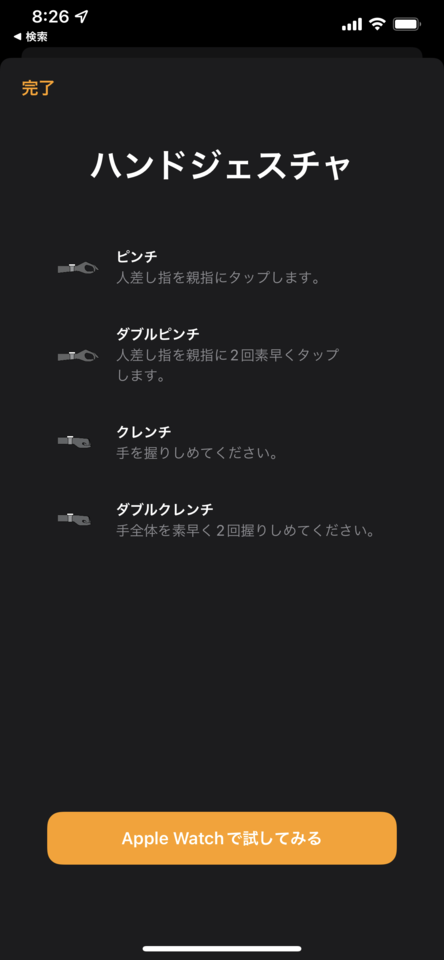 8:26
検索
完了
ハンドジェスチャ
ピンチ
人差し指を親指にタップします。
ダブルピンチ
人差し指を親指に2回素早くタップ
します。
クレンチ
手を握りしめてください。
ダブルクレンチ
手全体を素早く2回握りしめてください。
Apple Watchで試してみる